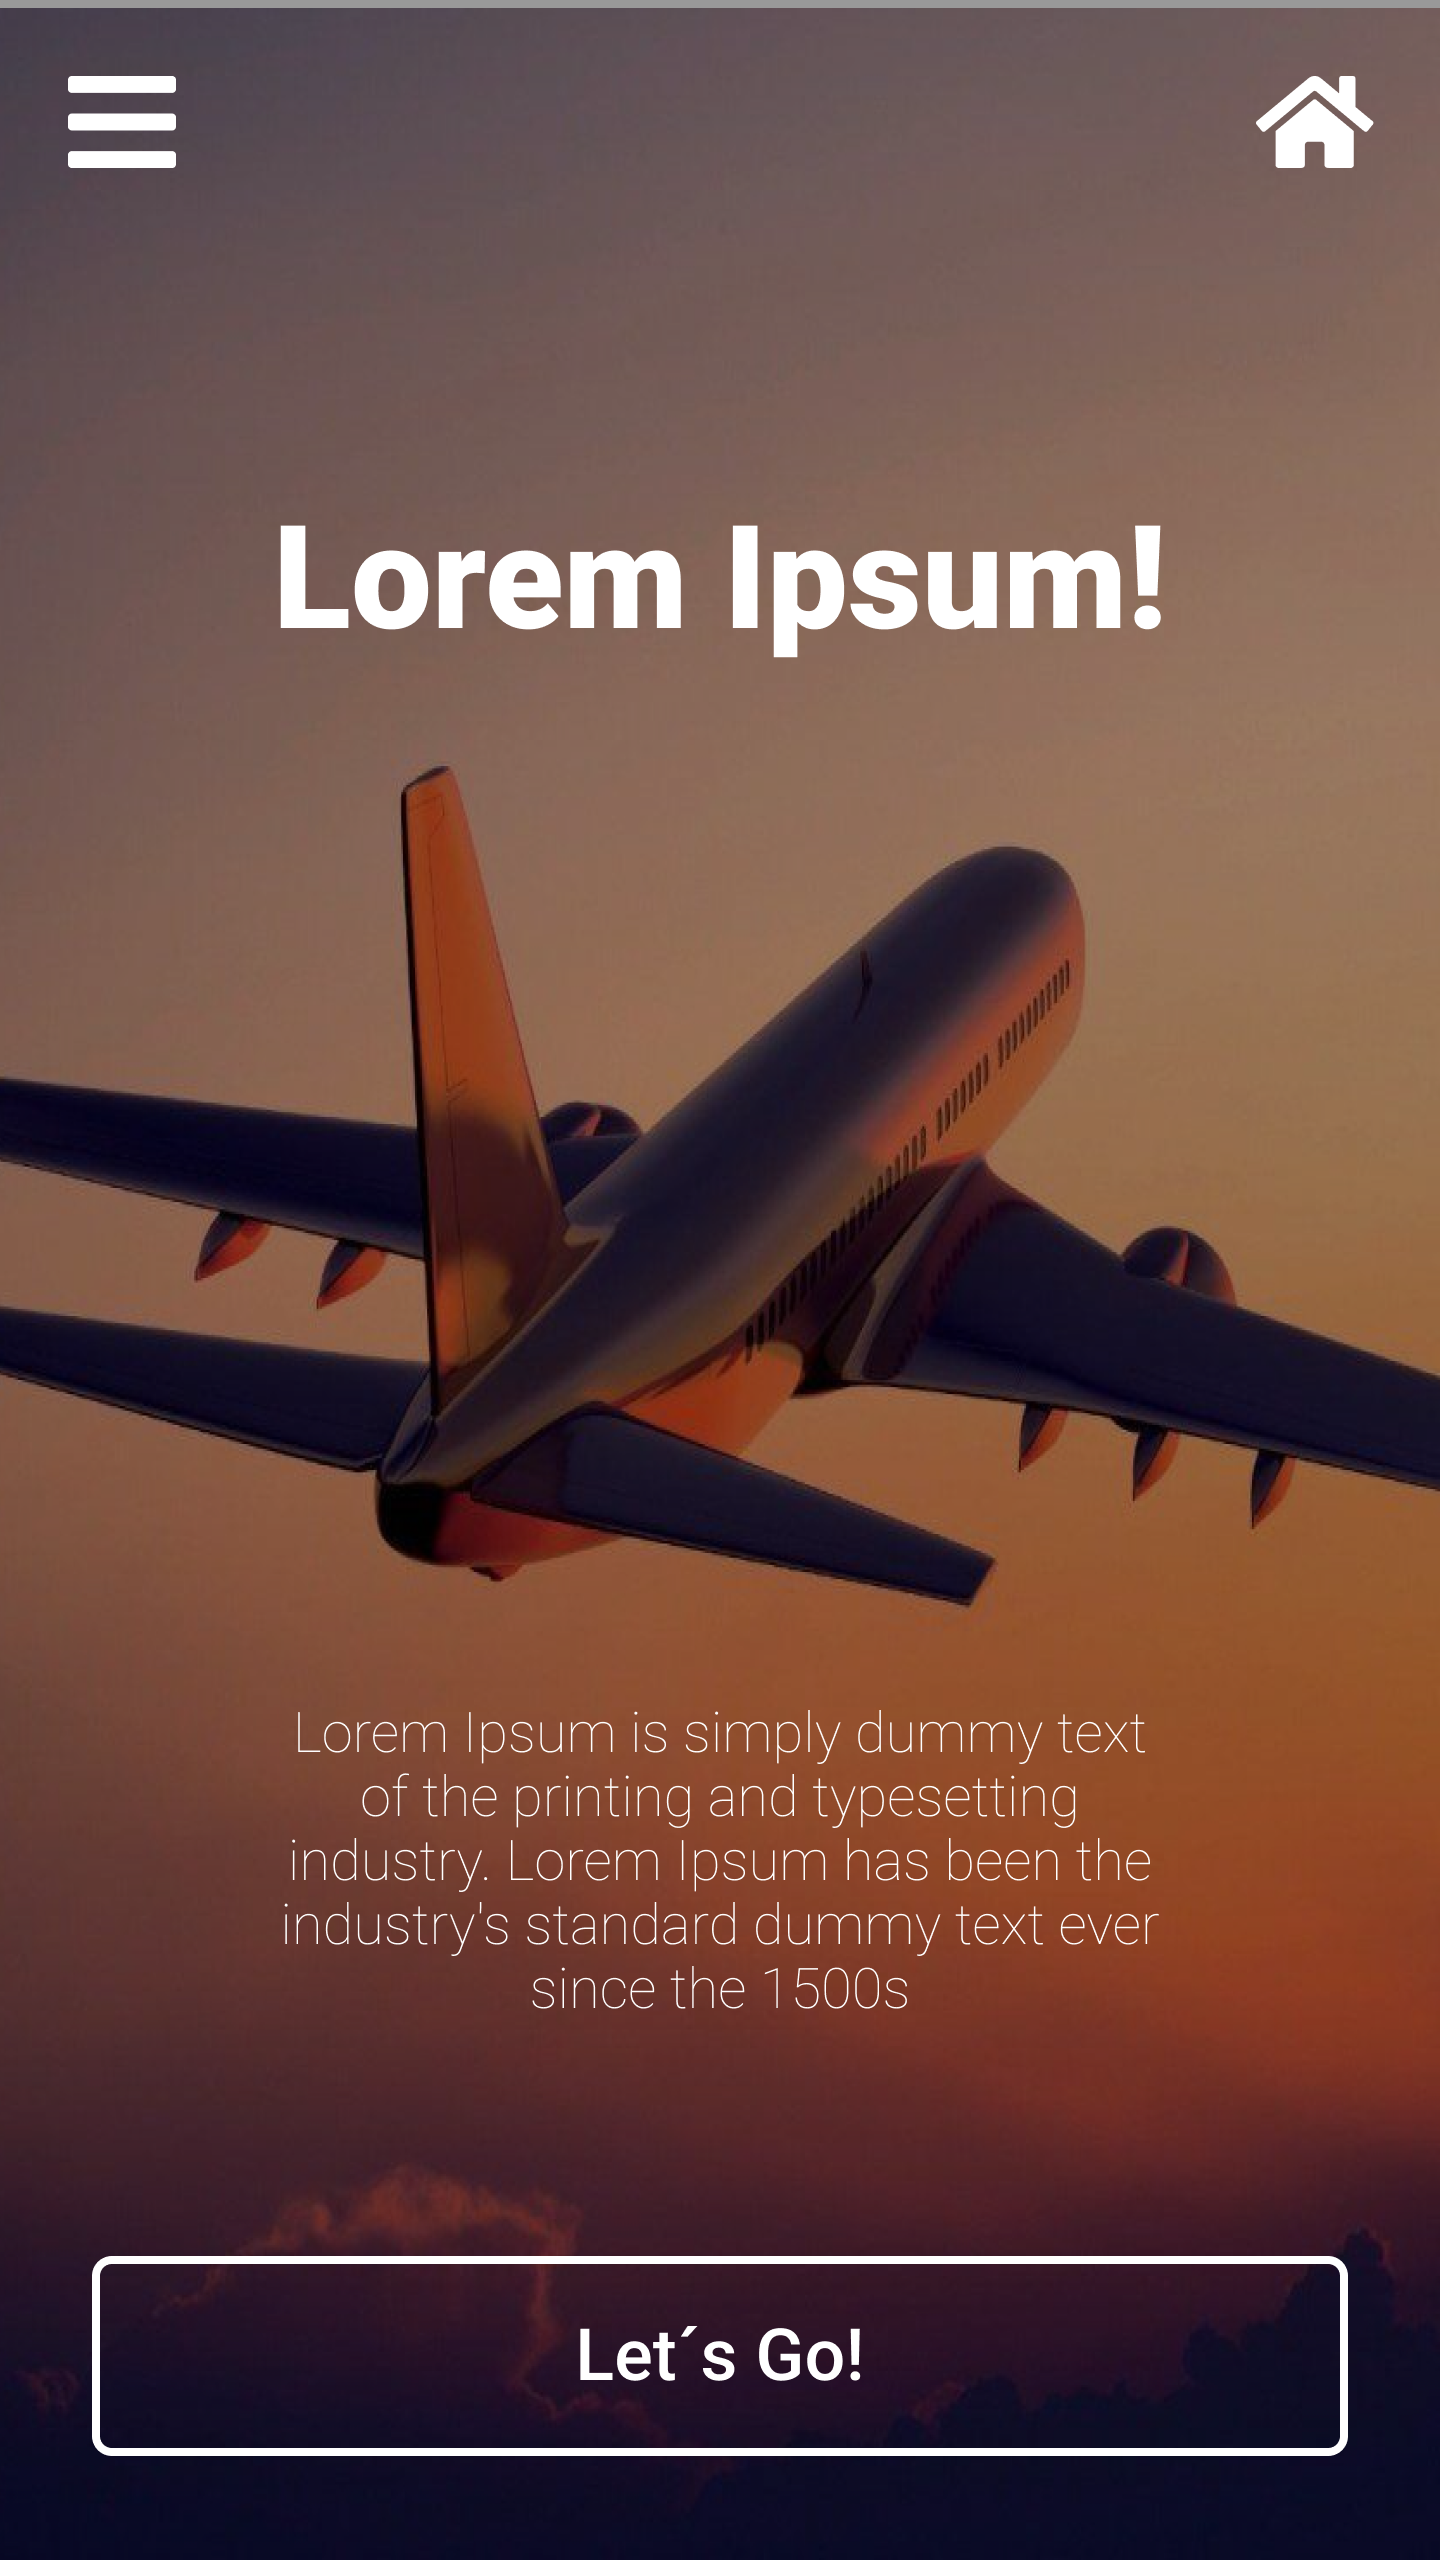 Lorem Ipsum!
Lorem Ipsum is simply dummy text
of the printing and typesetting
industry. Lorem Ipsum has been the
industry's standard dummy text ever
since the 1500s
Let´s Go!